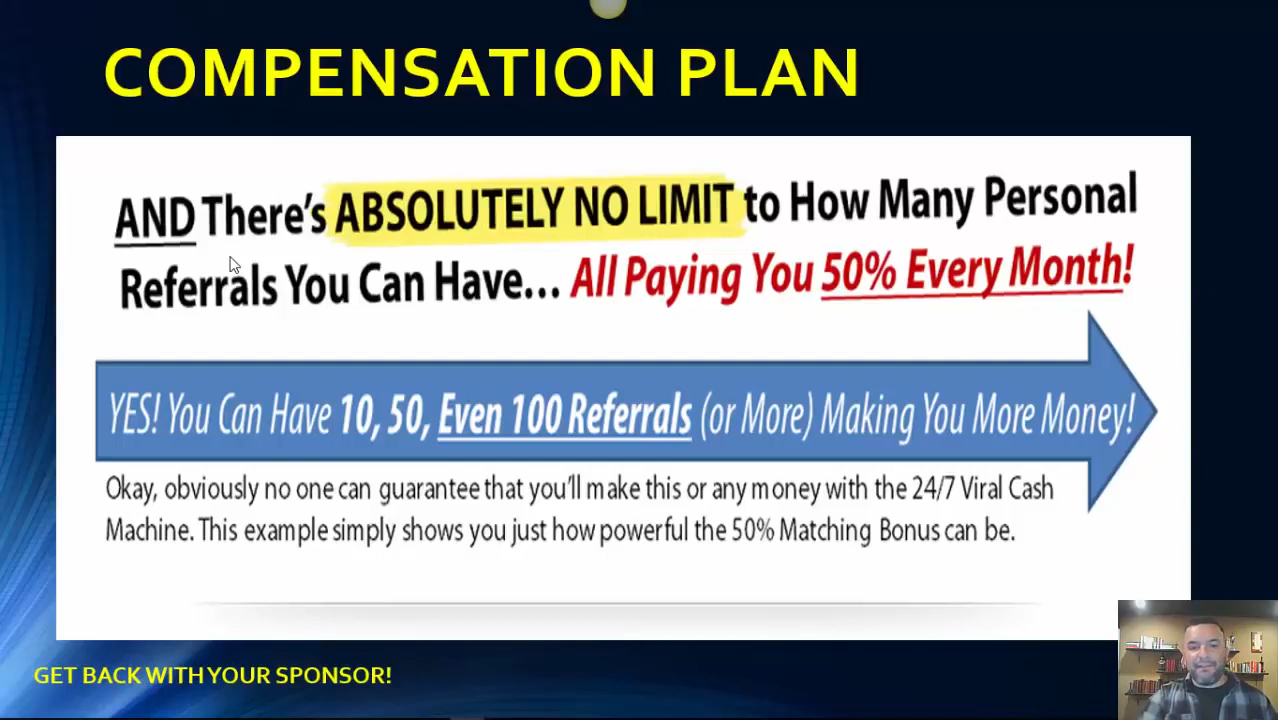 COMPENSATION PLAN
AND There's ABSOLUTELY NO LIMIT to How Many Personal
Referrals You Can Have... All Paying You 50% Every Month!
YES! You Can Have 10, 50, Even 100 Referrals (or More) Making You More Money!
Okay, obviously no one can guarantee that you'll make this or any money with the 24/7 Viral Cash
Machine. This example simply shows you just how powerful the 50% Matching Bonus can be.
GET BACK WITH YOUR SPONSOR!